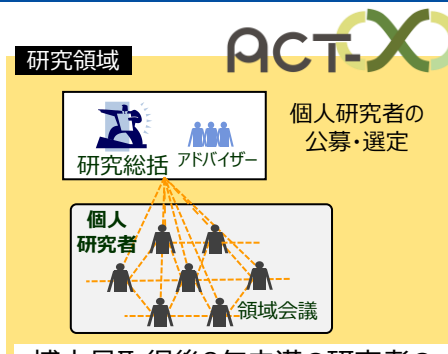 ACT-X
研究領域
個人研究者の
公募・選定
研究総括
アドバイザー
個人
研究者
領域会議